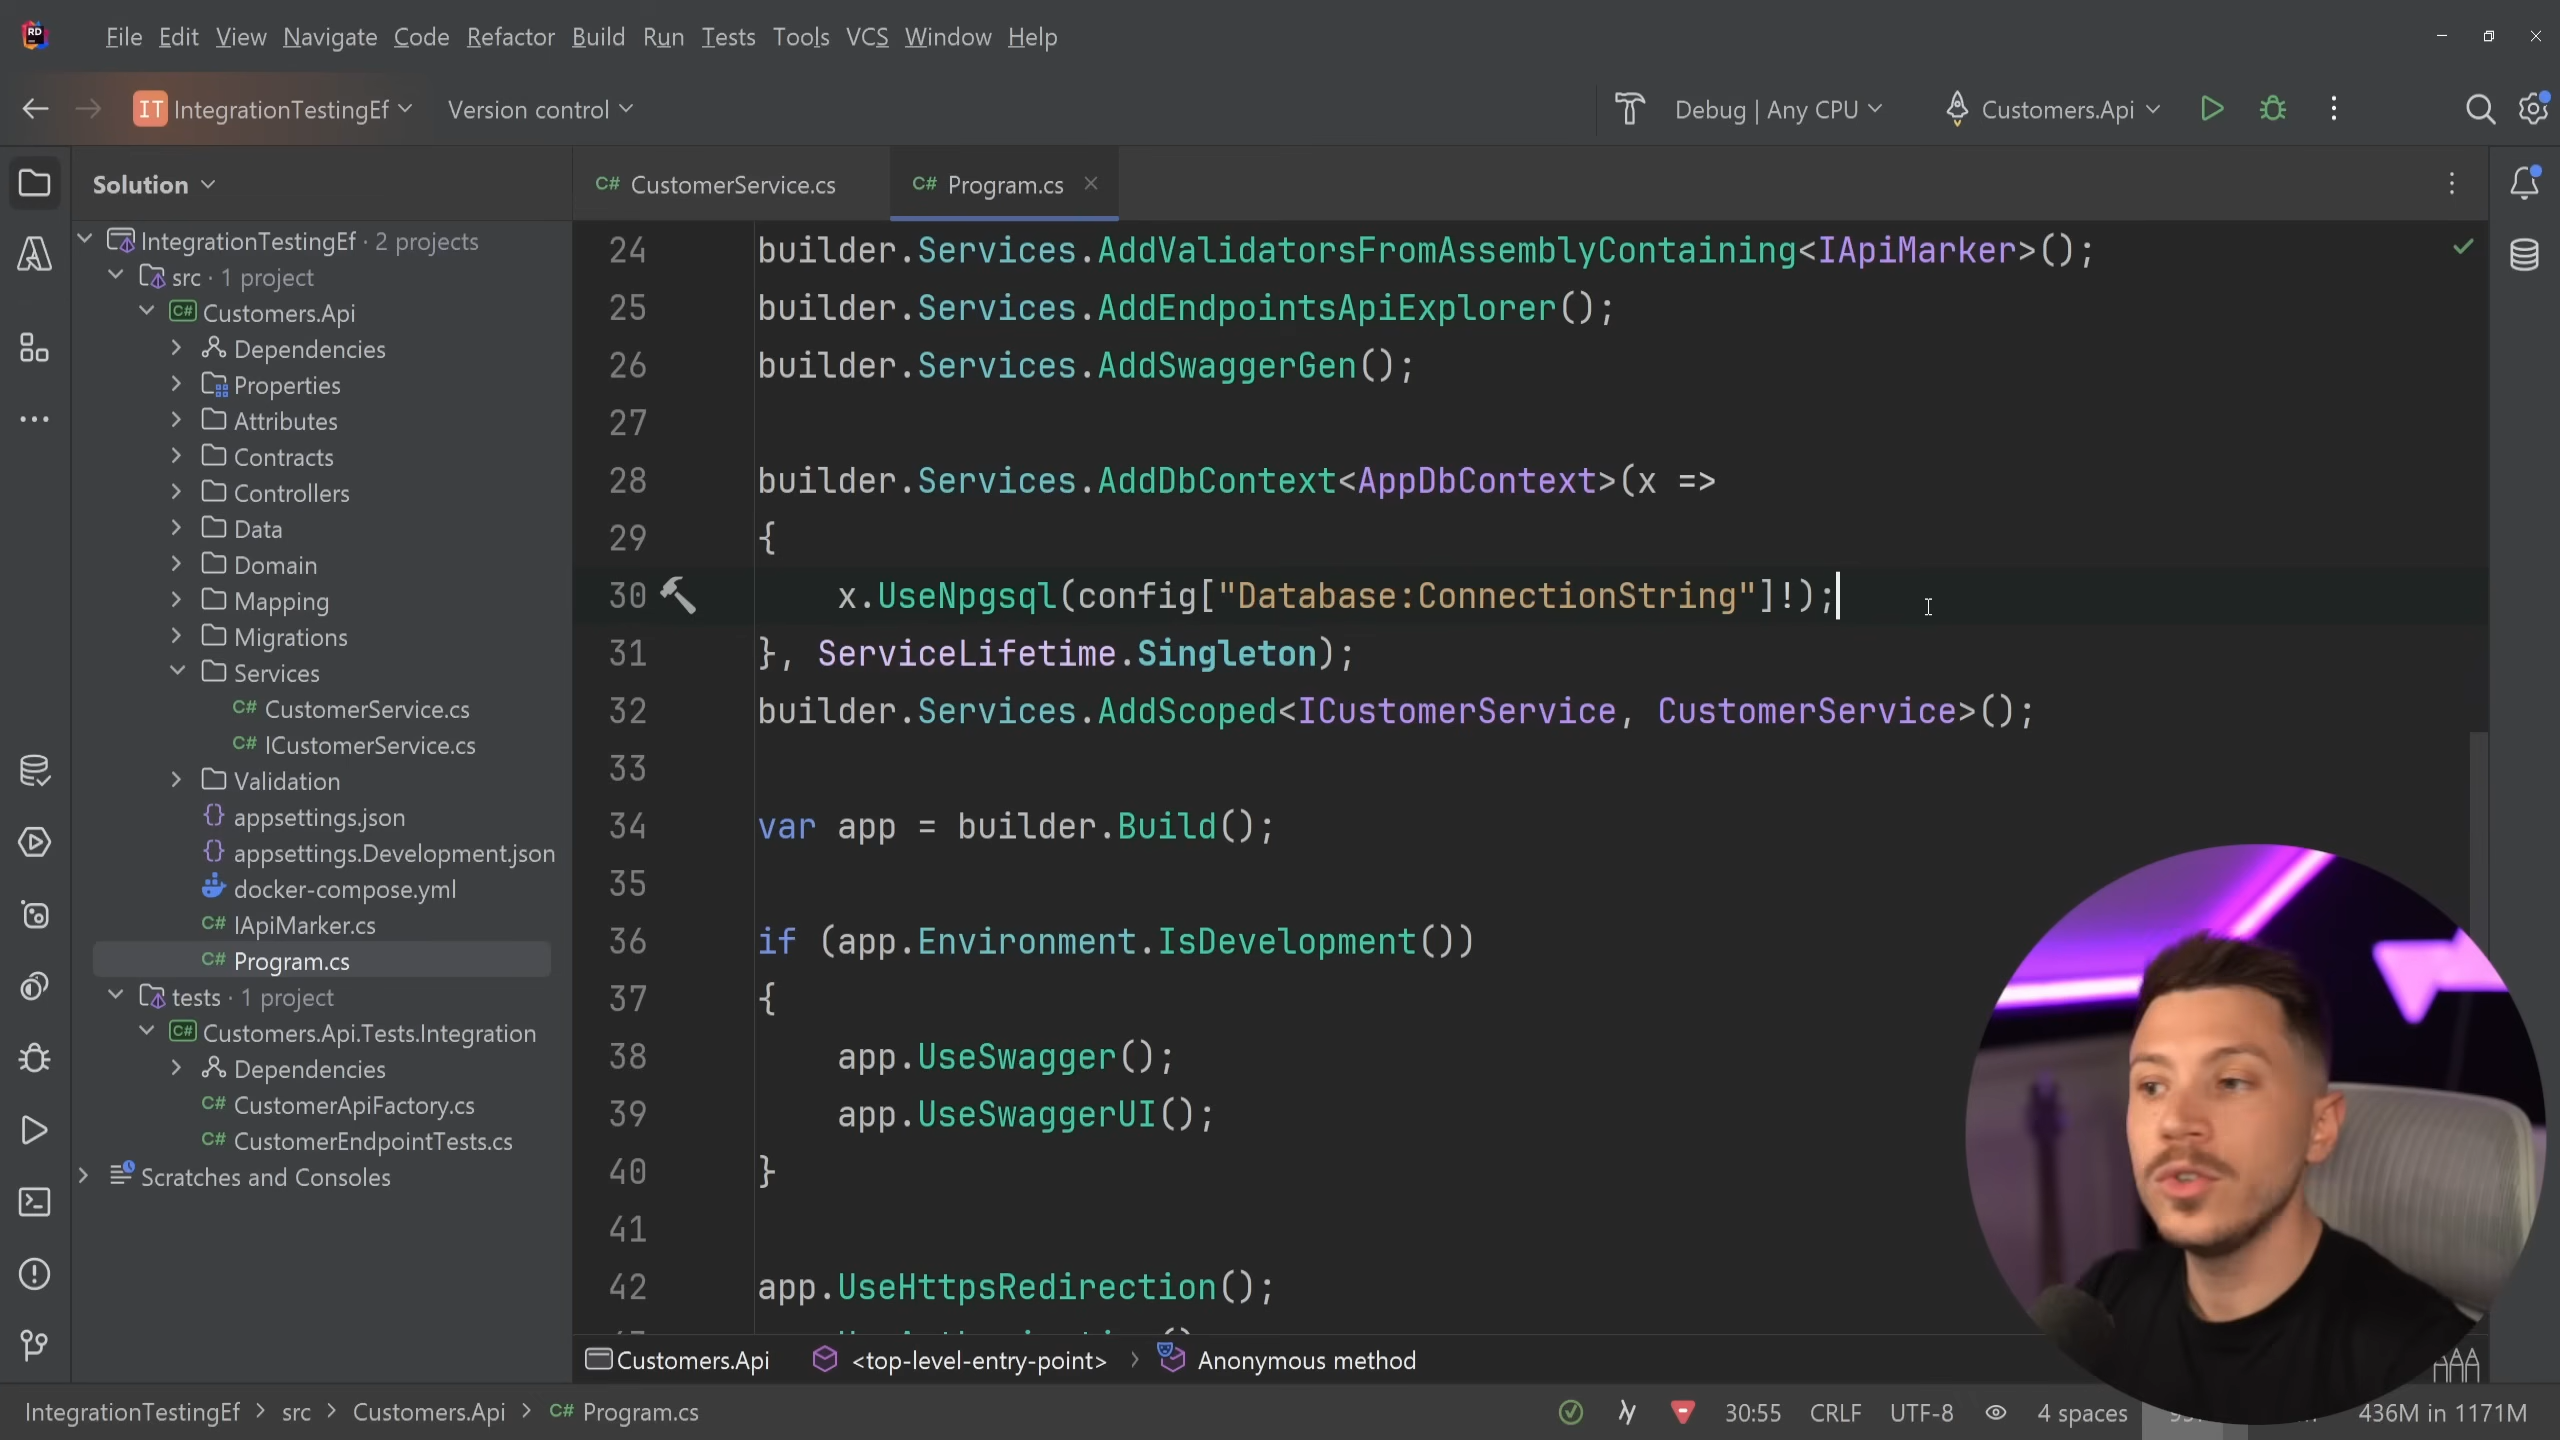 RD
File Edit View Navigate Code Refactor Build Run Tests Tools VCS Window Help
IT IntegrationTestingEf Version control Debug | Any CPU Customers.Api
Solution
C# CustomerService.cs C# Program.cs
IntegrationTestingEf · 2 projects
src · 1 project
C# Customers.Api
Dependencies
Properties
Attributes
Contracts
Controllers
Data
Domain
Mapping
Migrations
Services
C# CustomerService.cs
C# ICustomerService.cs
Validation
{} appsettings.json
{} appsettings.Development.json
docker-compose.yml
C# IApiMarker.cs
C# Program.cs
tests · 1 project
C# Customers.Api.Tests.Integration
Dependencies
C# CustomerApiFactory.cs
C# CustomerEndpointTests.cs
Scratches and Consoles
24 builder.Services.AddValidatorsFromAssemblyContaining<IApiMarker>();
25 builder.Services.AddEndpointsApiExplorer();
26 builder.Services.AddSwaggerGen();
27
28 builder.Services.AddDbContext<AppDbContext>(x =>
29 {
30 x.UseNpgsql(config["Database:ConnectionString"]!);
31 }, ServiceLifetime.Singleton);
32 builder.Services.AddScoped<ICustomerService, CustomerService>();
33
34 var app = builder.Build();
35
36 if (app.Environment.IsDevelopment())
37 {
38 app.UseSwagger();
39 app.UseSwaggerUI();
40 }
41
42 app.UseHttpsRedirection();
Customers.Api <top-level-entry-point> Anonymous method
IntegrationTestingEf src Customers.Api C# Program.cs 30:55 CRLF UTF-8 4 spaces 436M in 1171M